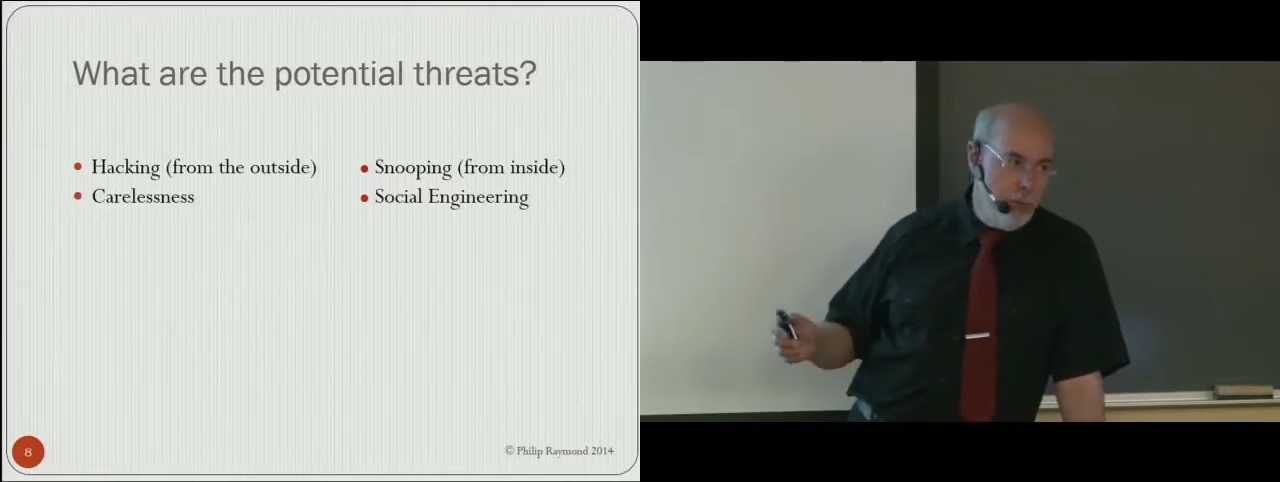 What are the potential threats?
• Hacking (from the outside)
• Carelessness
• Snooping (from inside)
• Social Engineering
8
© Philip Raymond 2014